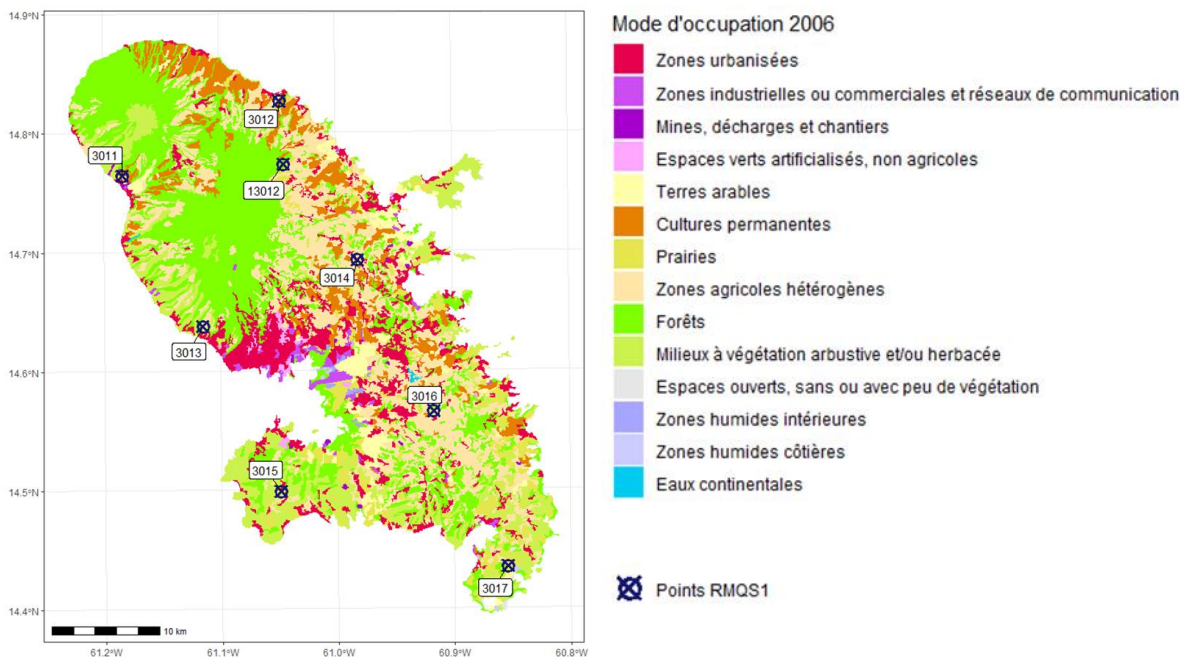 14.9°N
14.8°N
14.7°N
14.6°N
14.5°N
14.4°N
3012
3011
13012
3014
3013
3016
3015
3017
10 km
61.2°W
61.1°W
61.0°W
60.9°W
60.8°W
Mode d'occupation 2006
Zones urbanisées
Zones industrielles ou commerciales et réseaux de communication
Mines, décharges et chantiers
Espaces verts artificialisés, non agricoles
Terres arables
Cultures permanentes
Prairies
Zones agricoles hétérogènes
Forêts
Milieux à végétation arbustive et/ou herbacée
Espaces ouverts, sans ou avec peu de végétation
Zones humides intérieures
Zones humides côtières
Eaux continentales
Points RMQS1